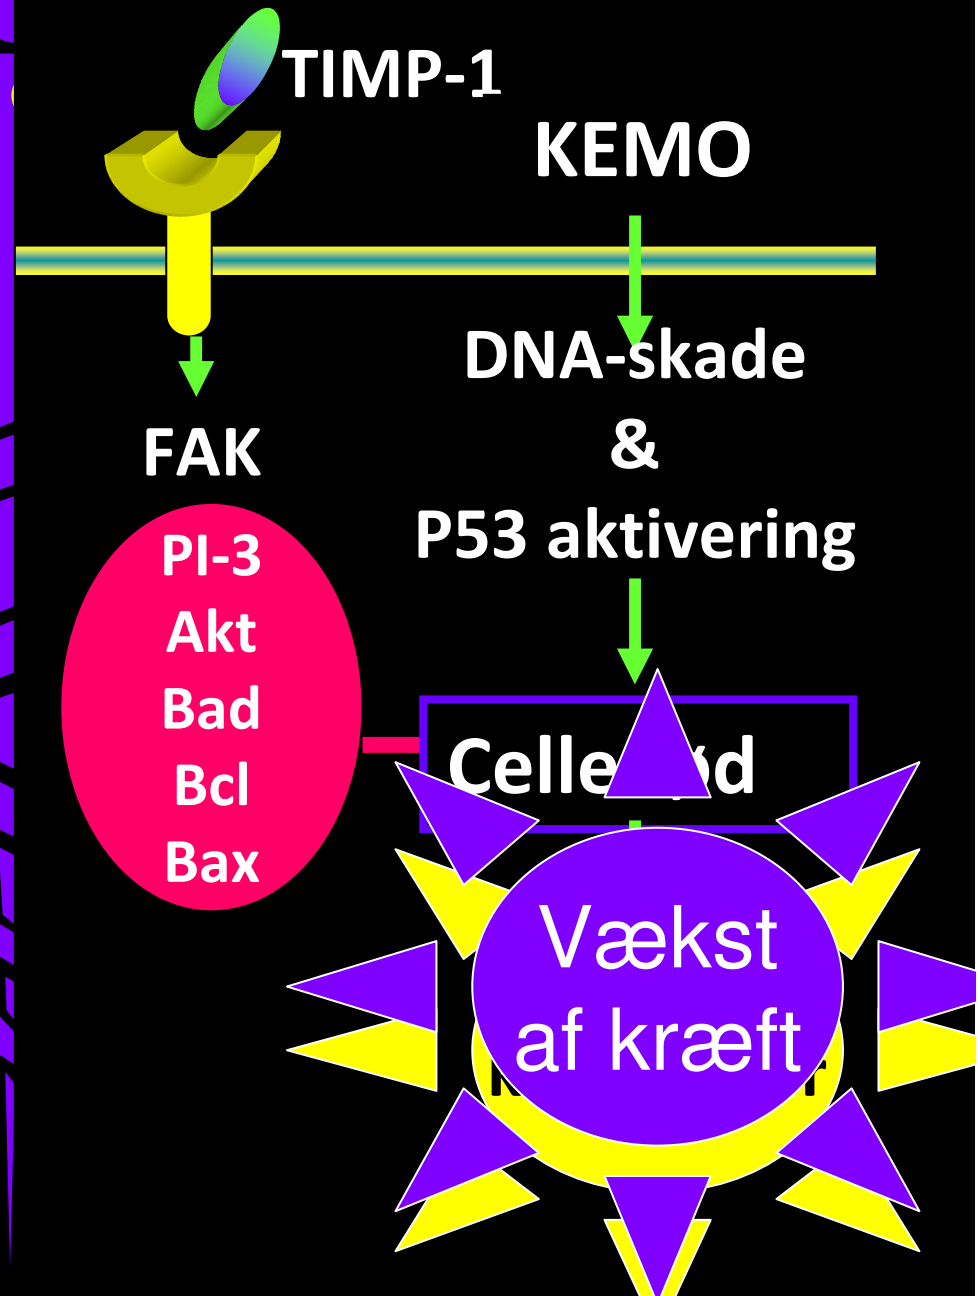 TIMP-1
KEMO
DNA-skade
&
P53 aktivering
FAK
PI-3
Akt
Bad
Bcl
Bax
Vækst
af kræft